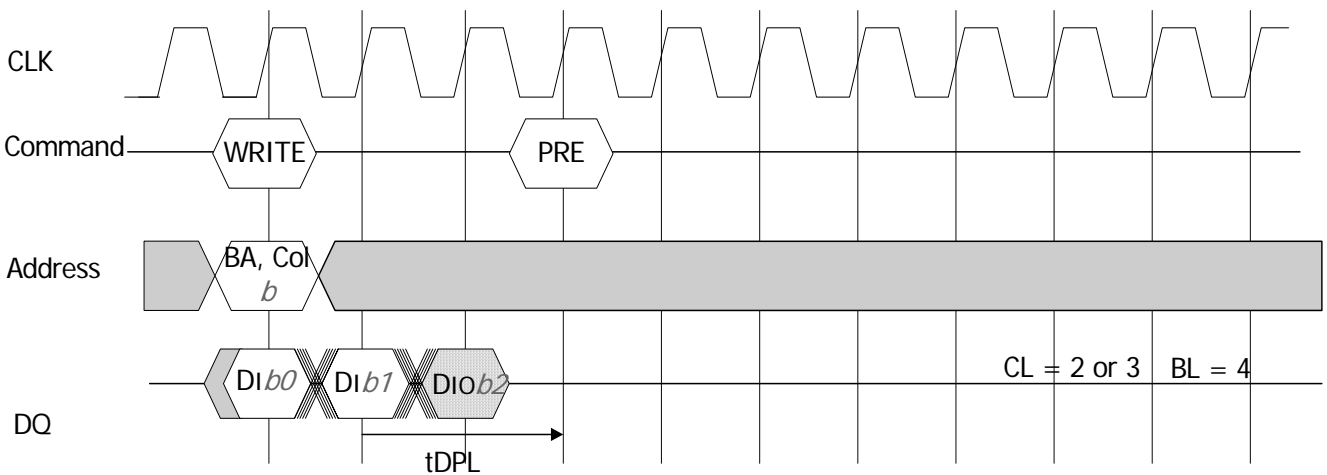 CLK
Command
WRITE
PRE
Address
BA, Col
b
DIb0
DIb1
DIOb2
CL = 2 or 3 BL = 4
DQ
tDPL